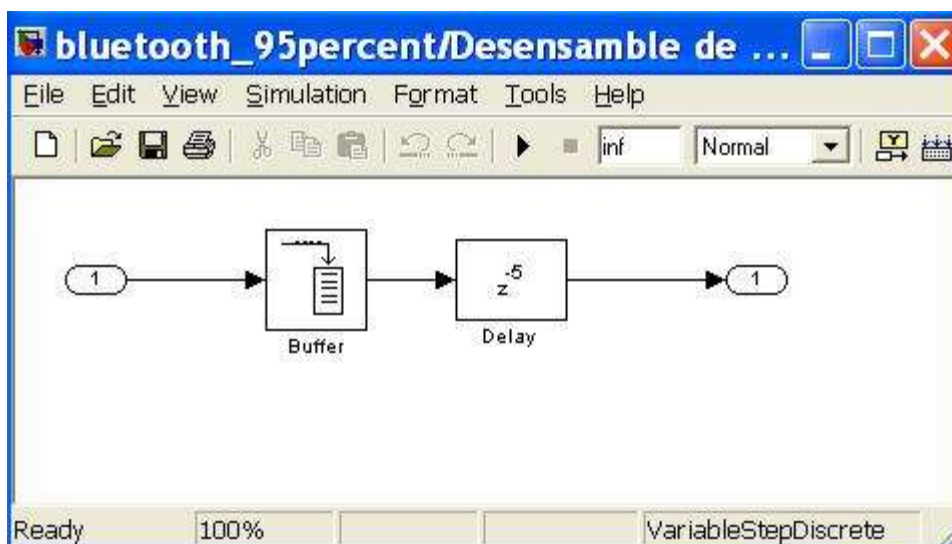 bluetooth_95percent/Desensamble de ...
File Edit View Simulation Format Tools Help
inf Normal
1 z-5 1
Buffer Delay
Ready 100% VariableStepDiscrete